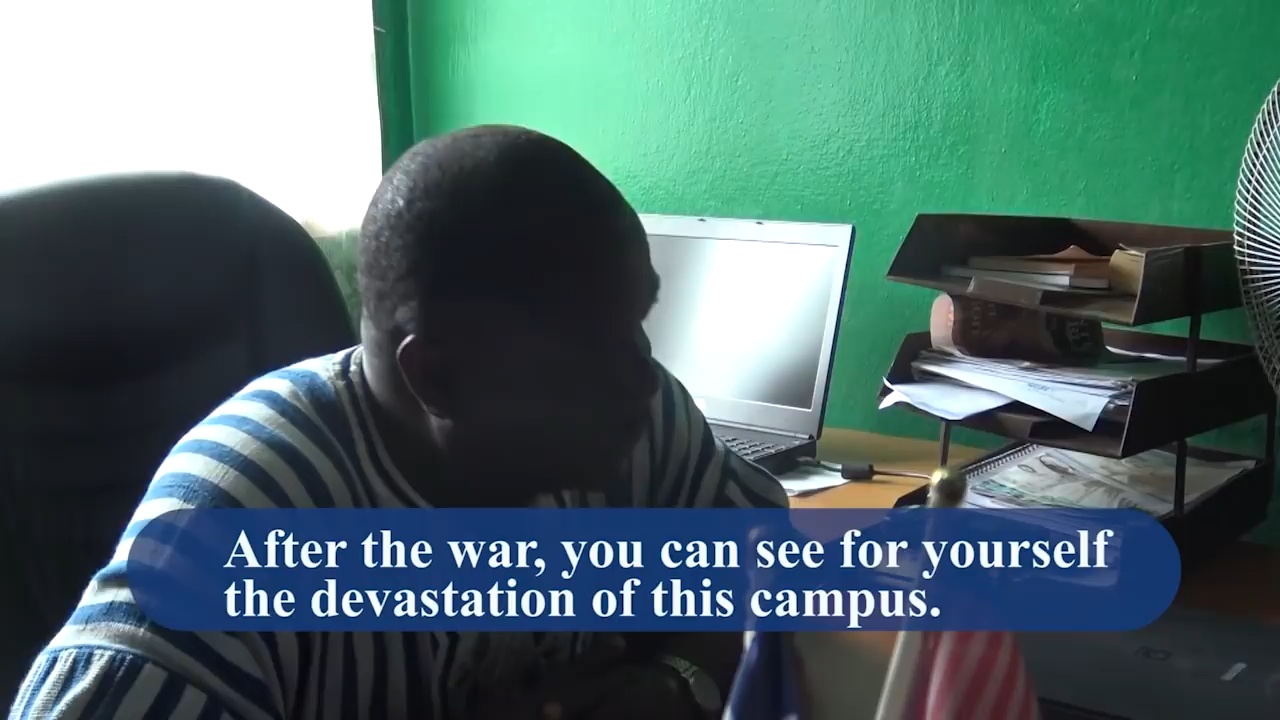 After the war, you can see for yourself
the devastation of this campus.